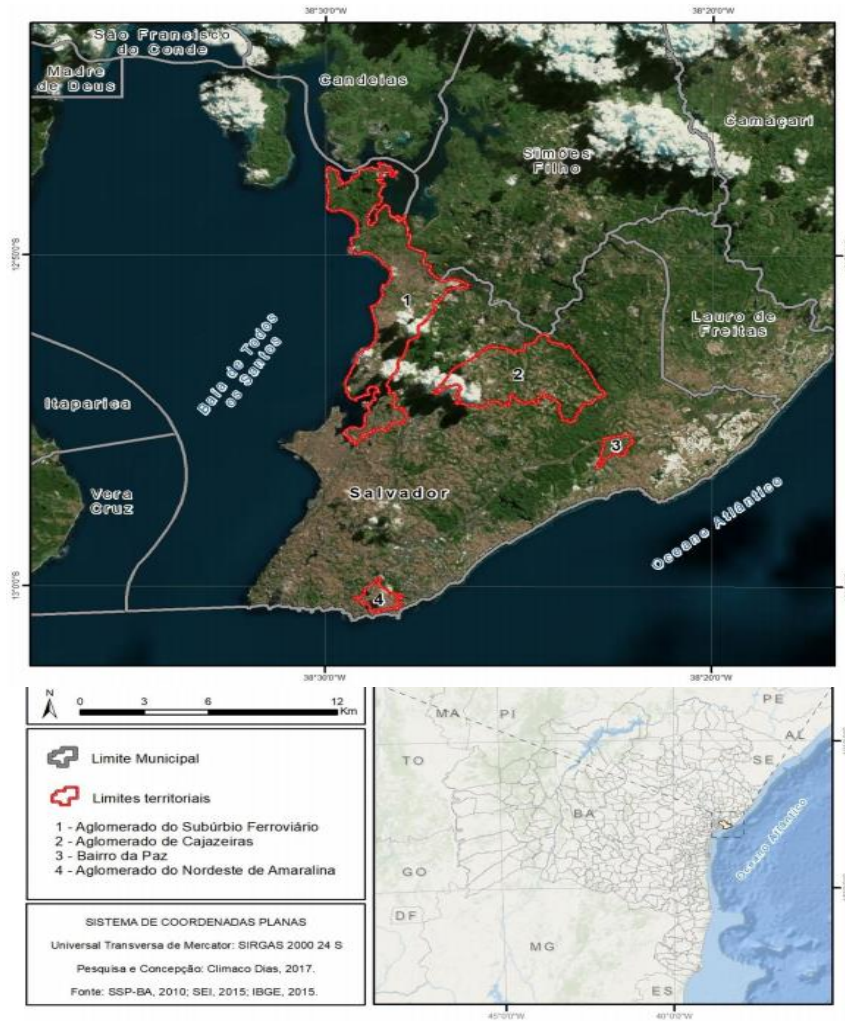 38°30'0"W
38°20'0"W
São Francisco
do Conde
Madre
de Deus
Candeias
Camaçari
Simões
Filho
12°50'0"S
12°50'0"S
1
Lauro de
Freitas
Baía de Todos
os Santos
2
Itaparica
3
Vera
Cruz
Salvador
Oceano Atlântico
13°0'0"S
13°0'0"S
4
38°30'0"W
38°20'0"W
N
0 3 6 12
Km
Limite Municipal
Limites territoriais
1 - Aglomerado do Subúrbio Ferroviário
2 - Aglomerado de Cajazeiras
3 - Bairro da Paz
4 - Aglomerado do Nordeste de Amaralina
SISTEMA DE COORDENADAS PLANAS
Universal Transversa de Mercator: SIRGAS 2000 24 S
Pesquisa e Concepção: Climaco Dias, 2017.
Fonte: SSP-BA, 2010; SEI, 2015; IBGE, 2015.
MA
PI
PE
AL
TO
SE
BA
Oceano Atlântico
GO
DF
MG
ES
45°0'0"W
40°0'0"W